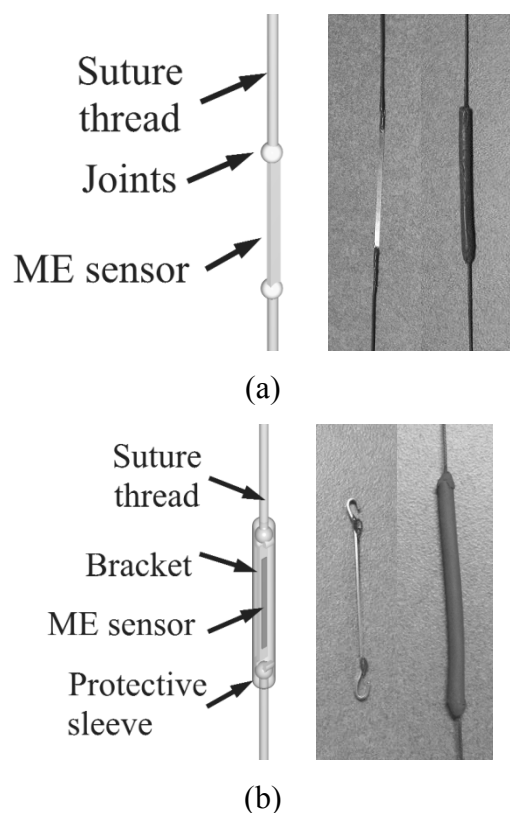 Suture
thread
Joints
ME sensor
(a)
Suture
thread
Bracket
ME sensor
Protective
sleeve
(b)